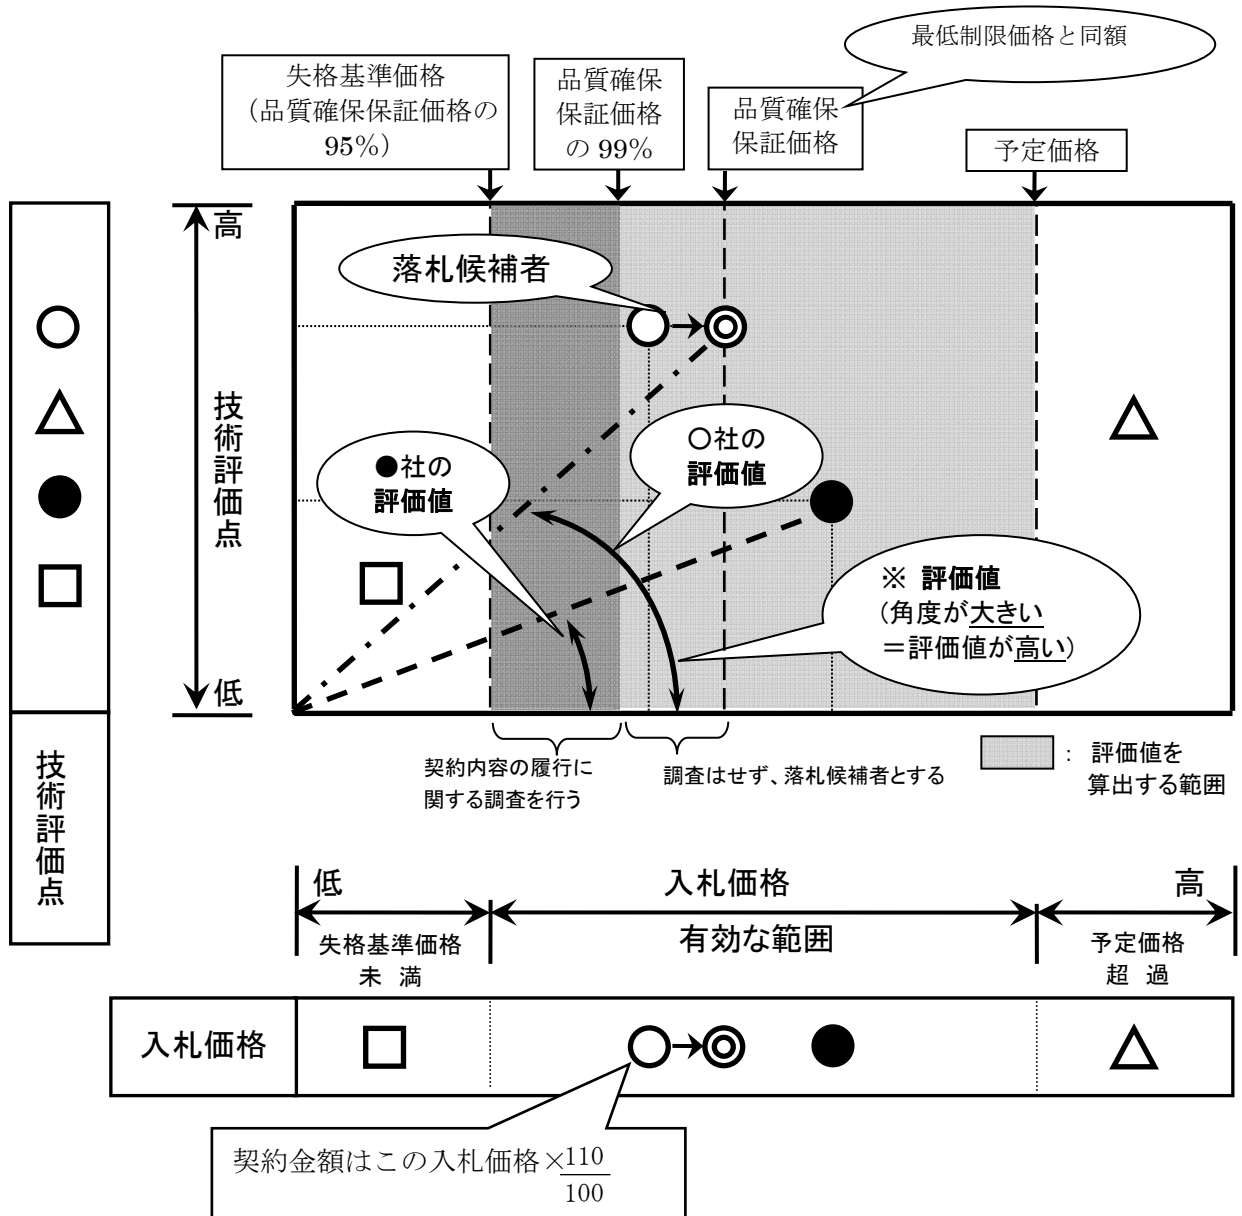 最低制限価格と同額
失格基準価格
（品質確保保証価格の
95%）
品質確保
保証価格
の 99%
品質確保
保証価格
予定価格
高
落札候補者
技術評価点
○社の
評価値
●社の
評価値
※ 評価値
(角度が大きい
＝評価値が高い)
低
契約内容の履行に
関する調査を行う
調査はせず、落札候補者とする
： 評価値を
算出する範囲
技術評価点
低
入札価格
高
失格基準価格
未 満
有効な範囲
予定価格
超 過
入札価格
契約金額はこの入札価格×110
100